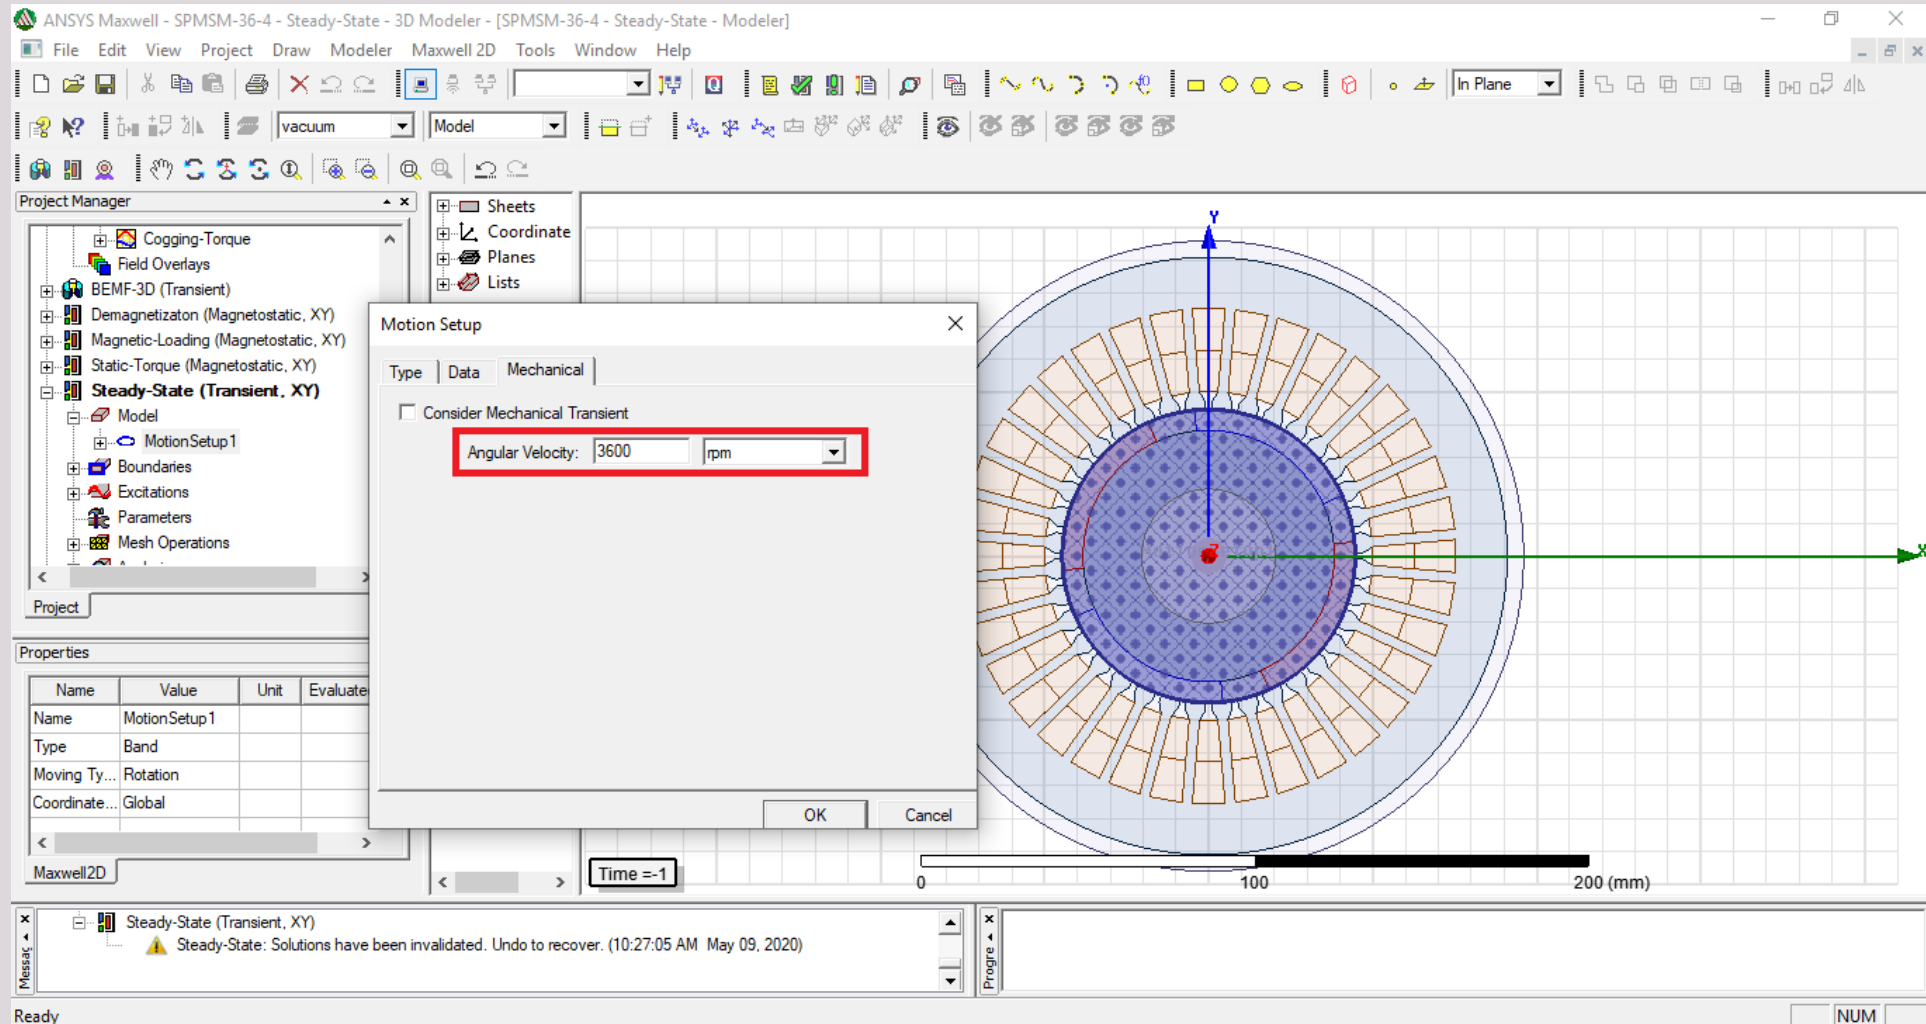 ANSYS Maxwell - SPMSM-36-4 - Steady-State - 3D Modeler - [SPMSM-36-4 - Steady-State - Modeler]
File Edit View Project Draw Modeler Maxwell 2D Tools Window Help
In Plane
vacuum
Model
Project Manager
Cogging-Torque
Field Overlays
BEMF-3D (Transient)
Demagnetizaton (Magnetostatic, XY)
Magnetic-Loading (Magnetostatic, XY)
Static-Torque (Magnetostatic, XY)
Steady-State (Transient, XY)
Model
MotionSetup1
Boundaries
Excitations
Parameters
Mesh Operations
Project
Sheets
Coordinate
Planes
Lists
Motion Setup
Type Data Mechanical
Consider Mechanical Transient
Angular Velocity: 3600 rpm
OK Cancel
Y
X
Z
Properties
Name Value Unit Evaluate
Name MotionSetup1
Type Band
Moving Ty... Rotation
Coordinate... Global
Maxwell2D
Time =-1
0 100 200 (mm)
Steady-State (Transient, XY)
Steady-State: Solutions have been invalidated. Undo to recover. (10:27:05 AM May 09, 2020)
Messag
Progre
Ready
NUM